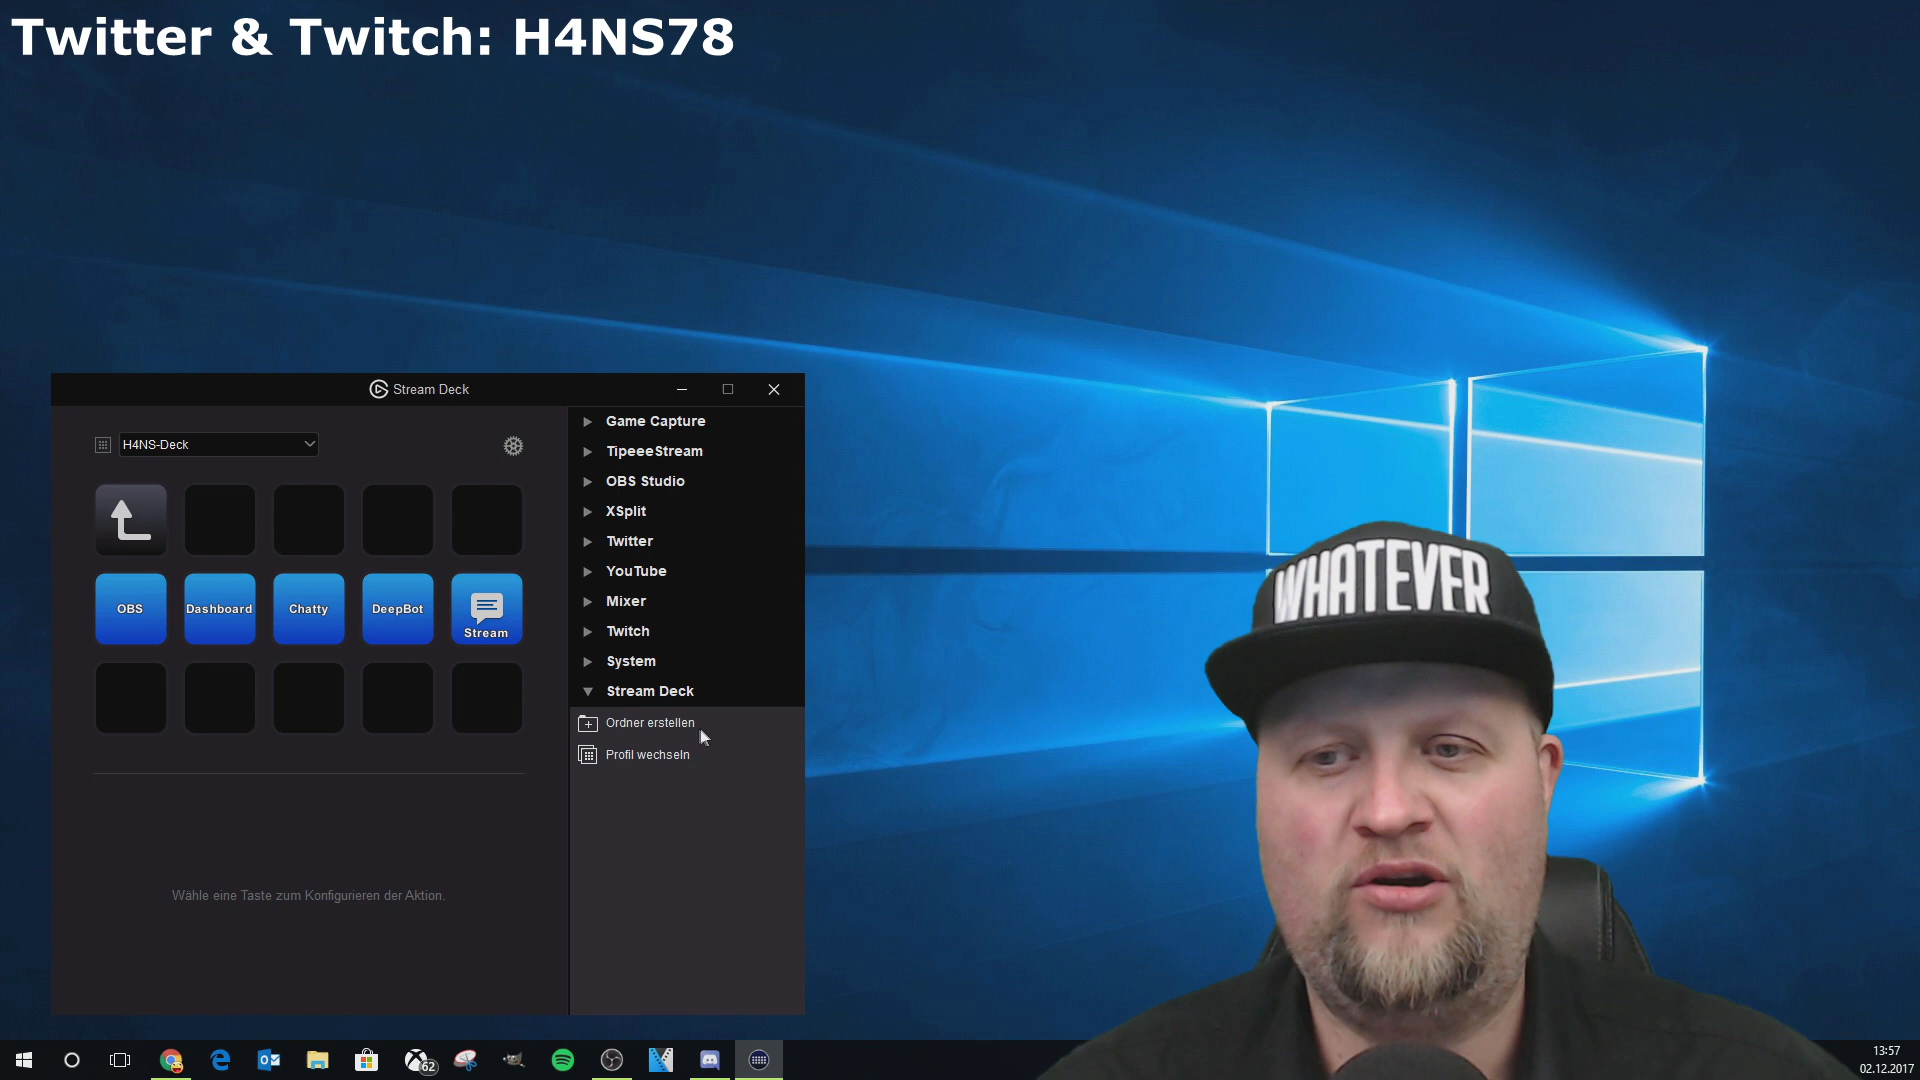 Twitter & Twitch: H4NS78
Stream Deck
H4NS-Deck
OBS
Dashboard
Chatty
DeepBot
Stream
Wähle eine Taste zum Konfigurieren der Aktion.
Game Capture
TipeeeStream
OBS Studio
XSplit
Twitter
YouTube
Mixer
Twitch
System
Stream Deck
Ordner erstellen
Profil wechseln
WHATEVER
62
13:57
02.12.2017